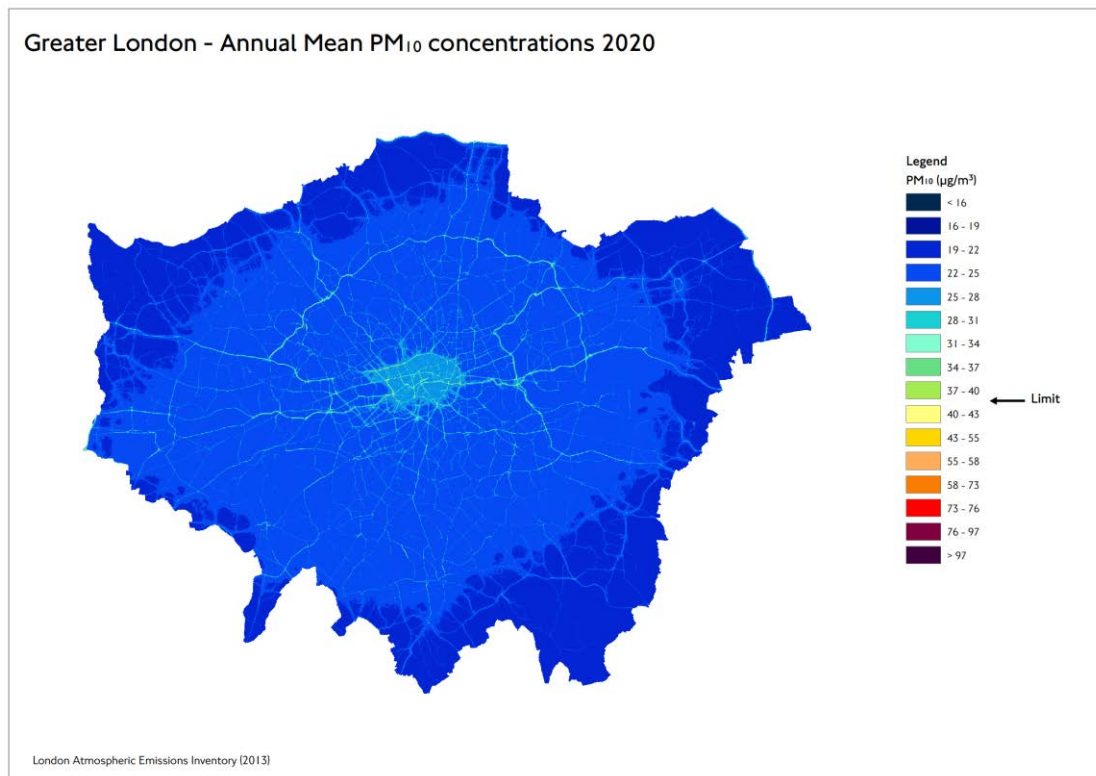 Greater London - Annual Mean PM₁₀ concentrations 2020
Legend
PM₁₀ (µg/m³)
< 16
16 - 19
19 - 22
22 - 25
25 - 28
28 - 31
31 - 34
34 - 37
37 - 40
Limit
40 - 43
43 - 55
55 - 58
58 - 73
73 - 76
76 - 97
> 97
London Atmospheric Emissions Inventory (2013)